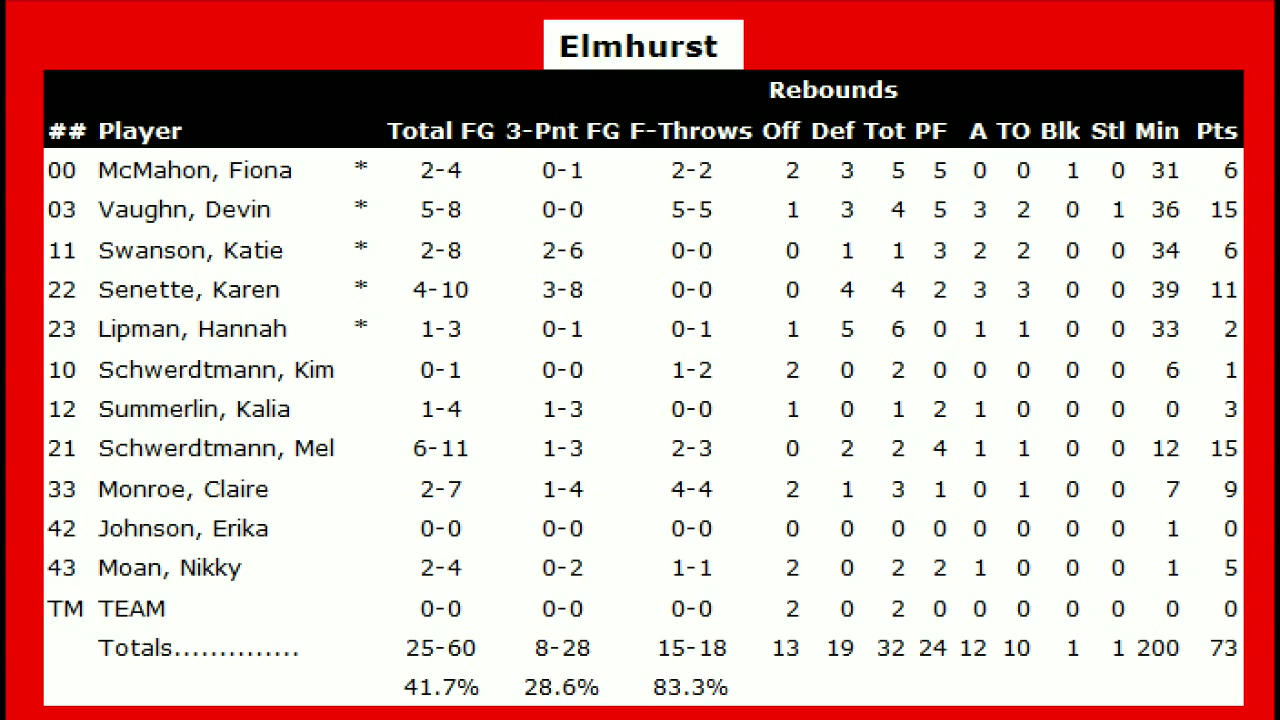 Elmhurst
Rebounds
## Player Total FG 3-Pnt FG F-Throws Off Def Tot PF A TO Blk Stl Min Pts
00 McMahon, Fiona * 2-4 0-1 2-2 2 3 5 5 0 0 1 0 31 6
03 Vaughn, Devin * 5-8 0-0 5-5 1 3 4 5 3 2 0 1 36 15
11 Swanson, Katie * 2-8 2-6 0-0 0 1 1 3 2 2 0 0 34 6
22 Senette, Karen * 4-10 3-8 0-0 0 4 4 2 3 3 0 0 39 11
23 Lipman, Hannah * 1-3 0-1 0-1 1 5 6 0 1 1 0 0 33 2
10 Schwerdtmann, Kim 0-1 0-0 1-2 2 0 2 0 0 0 0 0 6 1
12 Summerlin, Kalia 1-4 1-3 0-0 1 0 1 2 1 0 0 0 0 3
21 Schwerdtmann, Mel 6-11 1-3 2-3 0 2 2 4 1 1 0 0 12 15
33 Monroe, Claire 2-7 1-4 4-4 2 1 3 1 0 1 0 0 7 9
42 Johnson, Erika 0-0 0-0 0-0 0 0 0 0 0 0 0 0 1 0
43 Moan, Nikky 2-4 0-2 1-1 2 0 2 2 1 0 0 0 1 5
TM TEAM 0-0 0-0 0-0 2 0 2 0 0 0 0 0 0 0
Totals.............. 25-60 8-28 15-18 13 19 32 24 12 10 1 1 200 73
41.7% 28.6% 83.3%